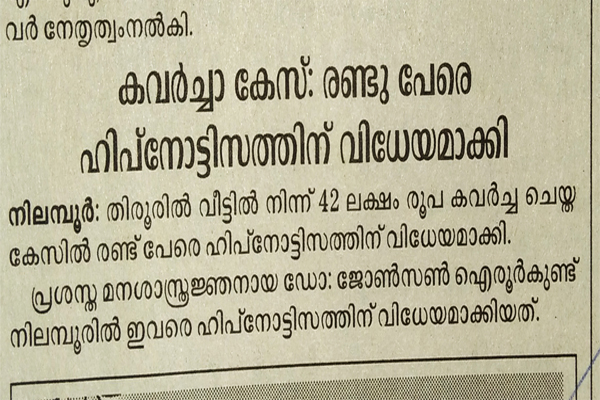 വർ നേതൃത്വംനൽകി.
കവർച്ചാ കേസ്: രണ്ടു പേരെ
ഹിപ്നോട്ടിസത്തിന് വിധേയമാക്കി
നിലമ്പൂർ: തിരൂരിൽ വീട്ടിൽ നിന്ന് 42 ലക്ഷം രൂപ കവർച്ച ചെയ്ത
കേസിൽ രണ്ട് പേരെ ഹിപ്നോട്ടിസത്തിന് വിധേയമാക്കി.
പ്രശസ്ത മനശാസ്ത്രജ്ഞനായ ഡോ: ജോൺസൺ ഐരൂർകുണ്ട്
നിലമ്പൂരിൽ ഇവരെ ഹിപ്നോട്ടിസത്തിന് വിധേയമാക്കിയത്.